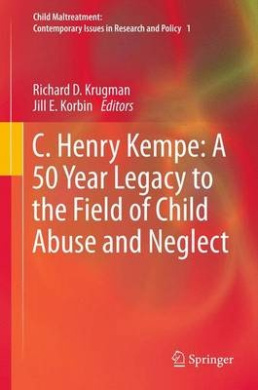 Child Maltreatment:
Contemporary Issues in Research and Policy 1
Richard D. Krugman
Jill E. Korbin Editors
C. Henry Kempe: A
50 Year Legacy to
the Field of Child
Abuse and Neglect
Springer